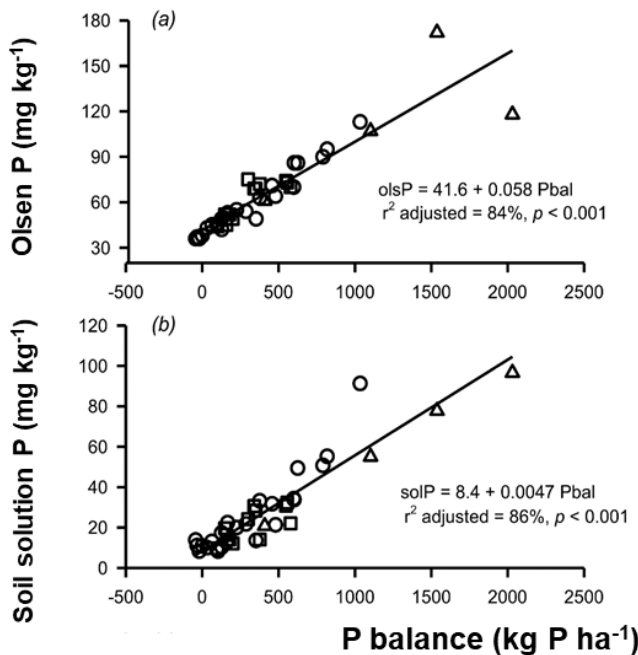 (a)
180
150
120
90
60
30
Olsen P (mg kg⁻¹)
olsP = 41.6 + 0.058 Pbal
r² adjusted = 84%, p < 0.001
-500 0 500 1000 1500 2000 2500
(b)
120
100
80
60
40
20
0
Soil solution P (mg kg⁻¹)
solP = 8.4 + 0.0047 Pbal
r² adjusted = 86%, p < 0.001
-500 0 500 1000 1500 2000 2500
P balance (kg P ha⁻¹)